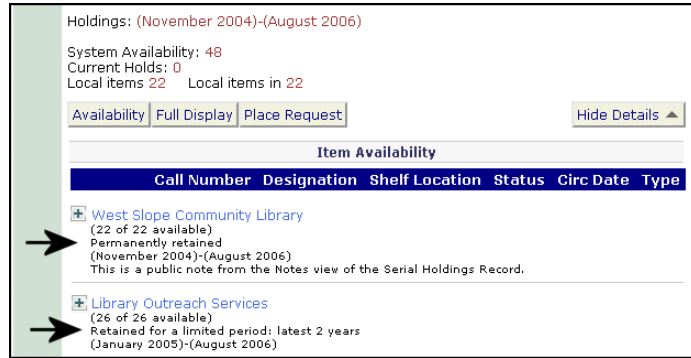 Holdings: (November 2004)-(August 2006)
System Availability: 48
Current Holds: 0
Local items 22 Local items in 22
Availability Full Display Place Request Hide Details
Item Availability
Call Number Designation Shelf Location Status Circ Date Type
West Slope Community Library
(22 of 22 available)
Permanently retained
(November 2004)-(August 2006)
This is a public note from the Notes view of the Serial Holdings Record.
Library Outreach Services
(26 of 26 available)
Retained for a limited period: latest 2 years
(January 2005)-(August 2006)